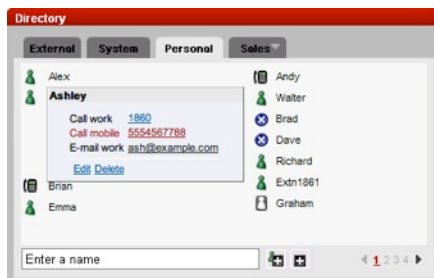 Directory
External System Personal Sales
Alex
Ashley
Call work 1860
Call mobile 5554567788
E-mail work ash@example.com
Edit Delete
Brian
Emma
Andy
Walter
Brad
Dave
Richard
Extn1861
Graham
Enter a name
1 2 3 4